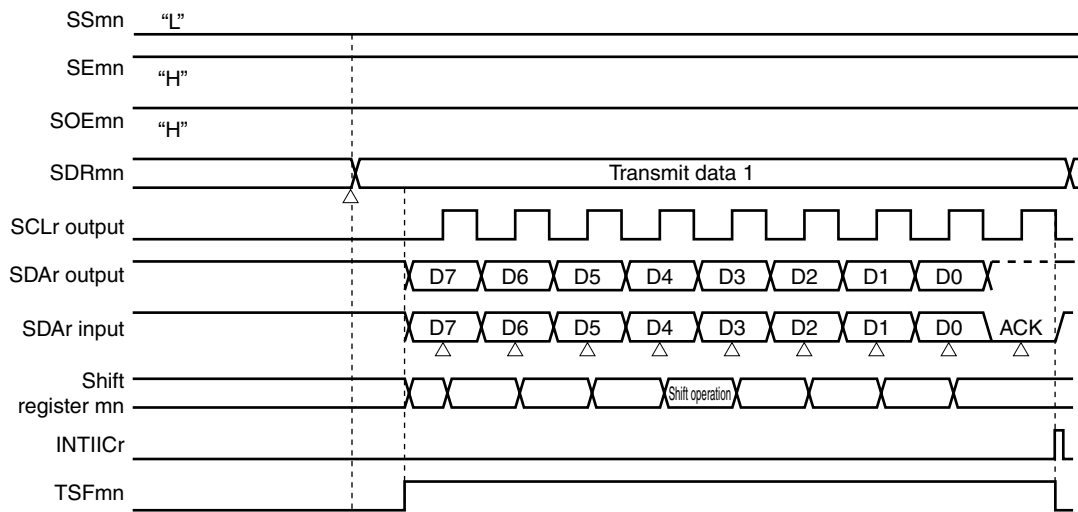 SSmn "L"
SEmn "H"
SOEmn "H"
SDRmn Transmit data 1
SCLr output
SDAr output D7 D6 D5 D4 D3 D2 D1 D0
SDAr input D7 D6 D5 D4 D3 D2 D1 D0 ACK
Shift
register mn Shift operation
INTIICr
TSFmn